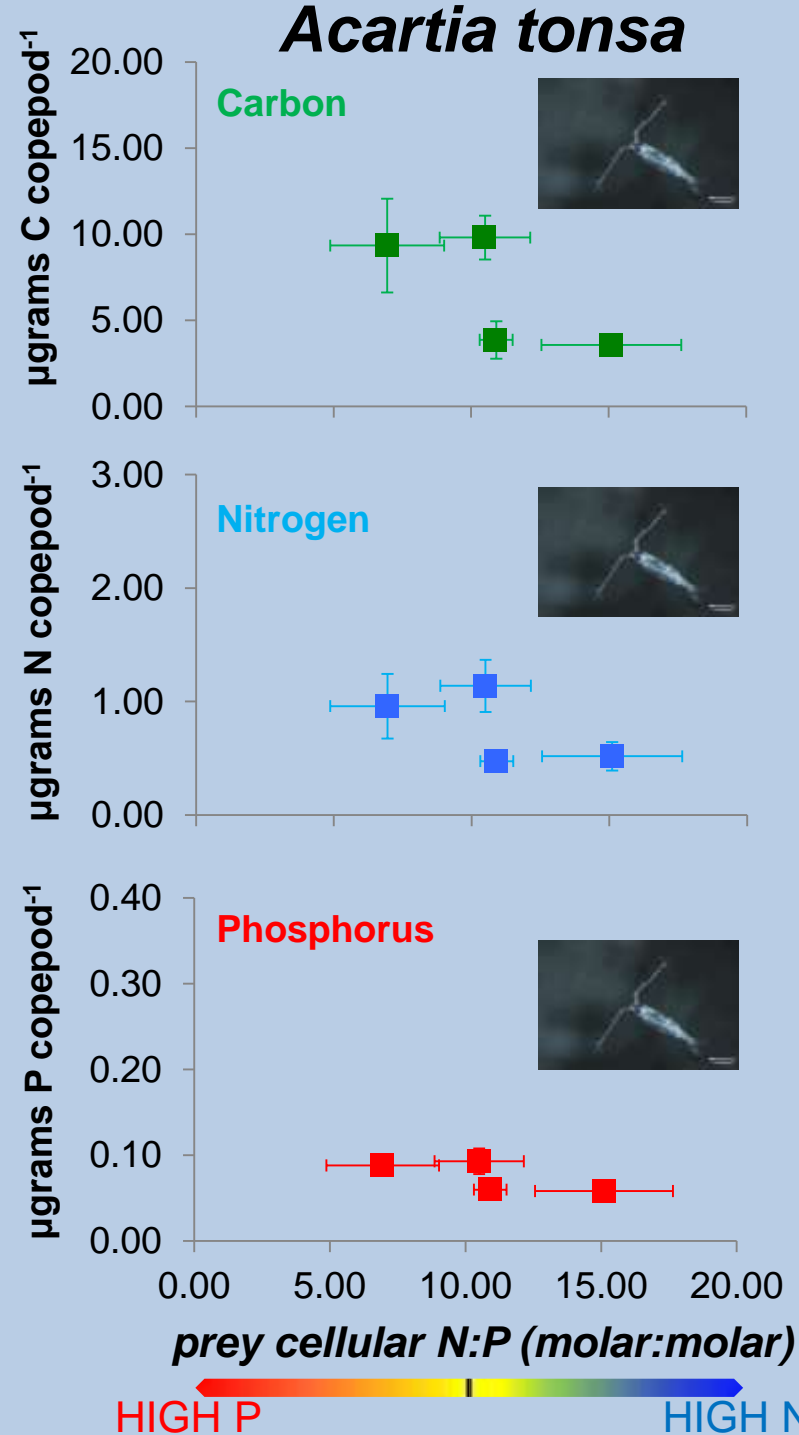 Acartia tonsa
µgrams C copepod⁻¹
20.00
15.00
10.00
5.00
0.00
Carbon
µgrams N copepod⁻¹
3.00
2.00
1.00
0.00
Nitrogen
µgrams P copepod⁻¹
0.40
0.30
0.20
0.10
0.00
Phosphorus
0.00 5.00 10.00 15.00 20.00
prey cellular N:P (molar:molar)
HIGH P HIGH N